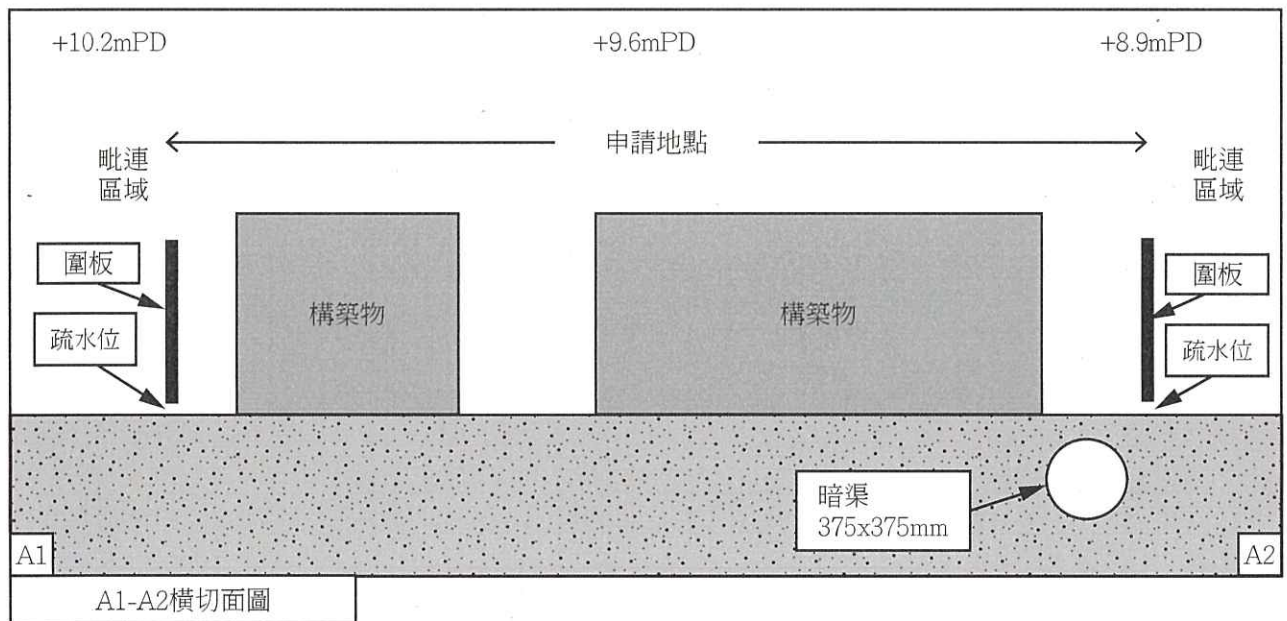 +10.2mPD
+9.6mPD
+8.9mPD
申請地點
毗連
區域
毗連
區域
圍板
圍板
構築物
構築物
疏水位
疏水位
暗渠
375x375mm
A1
A2
A1-A2橫切面圖